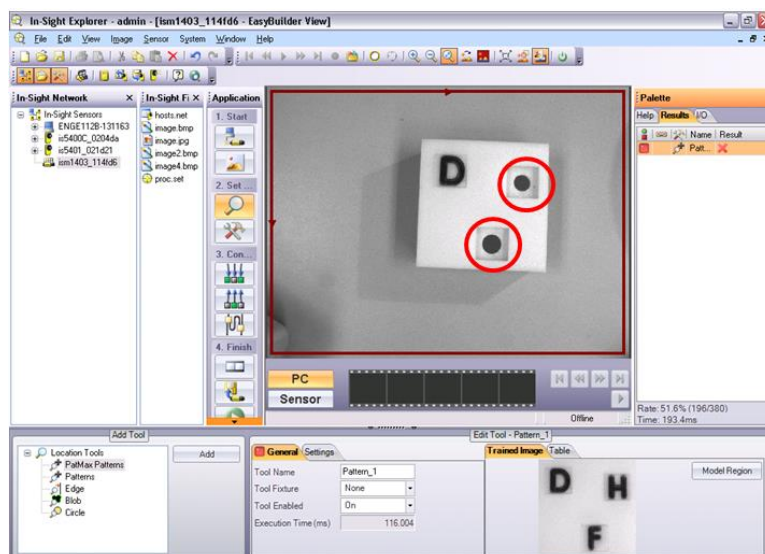 In-Sight Explorer - admin - [ism1403_114fd6 - EasyBuilder View]
File Edit View Image Sensor System Window Help
In-Sight Network
In-Sight Fi
Application
Palette
In-Sight Sensors
ENGE112B-131163
is5400C_0204da
is5401_021d21
ism1403_114fd6
hosts.net
image.bmp
image.jpg
image2.bmp
image4.bmp
proc.set
1. Start
2. Set ...
3. Con...
4. Finish
D
Help Results I/O
Name Result
Patt...
PC
Sensor
Offline
Rate: 51.6% (196/380)
Time: 193.4ms
Add Tool
Location Tools
PatMax Patterns
Patterns
Edge
Blob
Circle
Add
Edit Tool - Pattern_1
General Settings
Tool Name Pattern_1
Tool Fixture None
Tool Enabled On
Execution Time (ms) 116.004
Trained Image Table
D H
F
Model Region